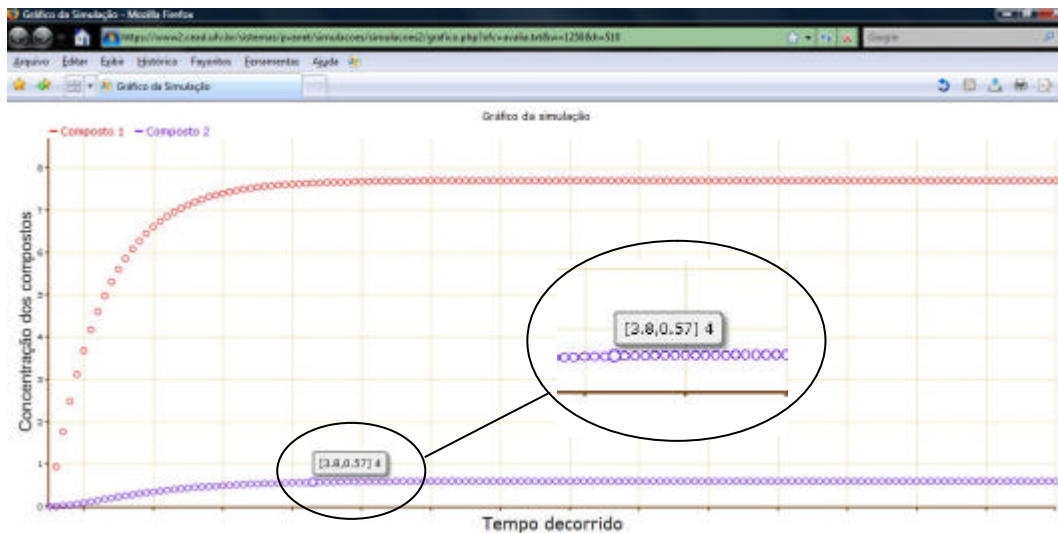 Gráfico da Simulação - Mozilla Firefox
Arquivo Editar Exibir Histórico Favoritos Ferramentas Ajuda
Google
Gráfico da Simulação
Gráfico da simulação
Composto 1 Composto 2
Concentração dos compostos
8
7
6
5
4
3
2
1
0
[3.8,0.57] 4
[3.8,0.57] 4
Tempo decorrido